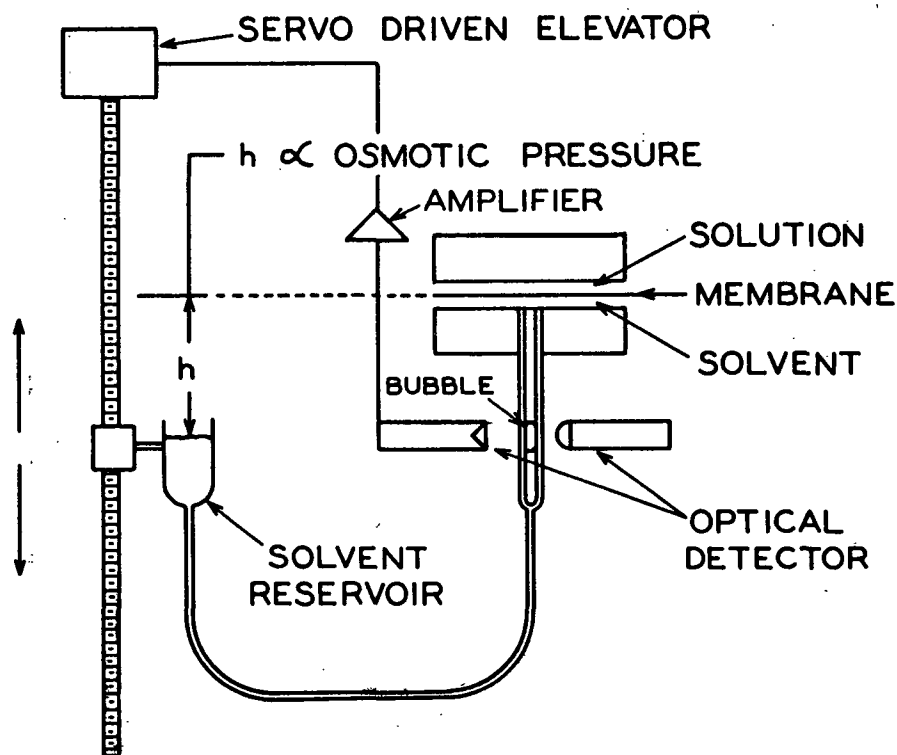 SERVO DRIVEN ELEVATOR
h ∝ OSMOTIC PRESSURE
AMPLIFIER
SOLUTION
MEMBRANE
SOLVENT
h
BUBBLE
OPTICAL
DETECTOR
SOLVENT
RESERVOIR